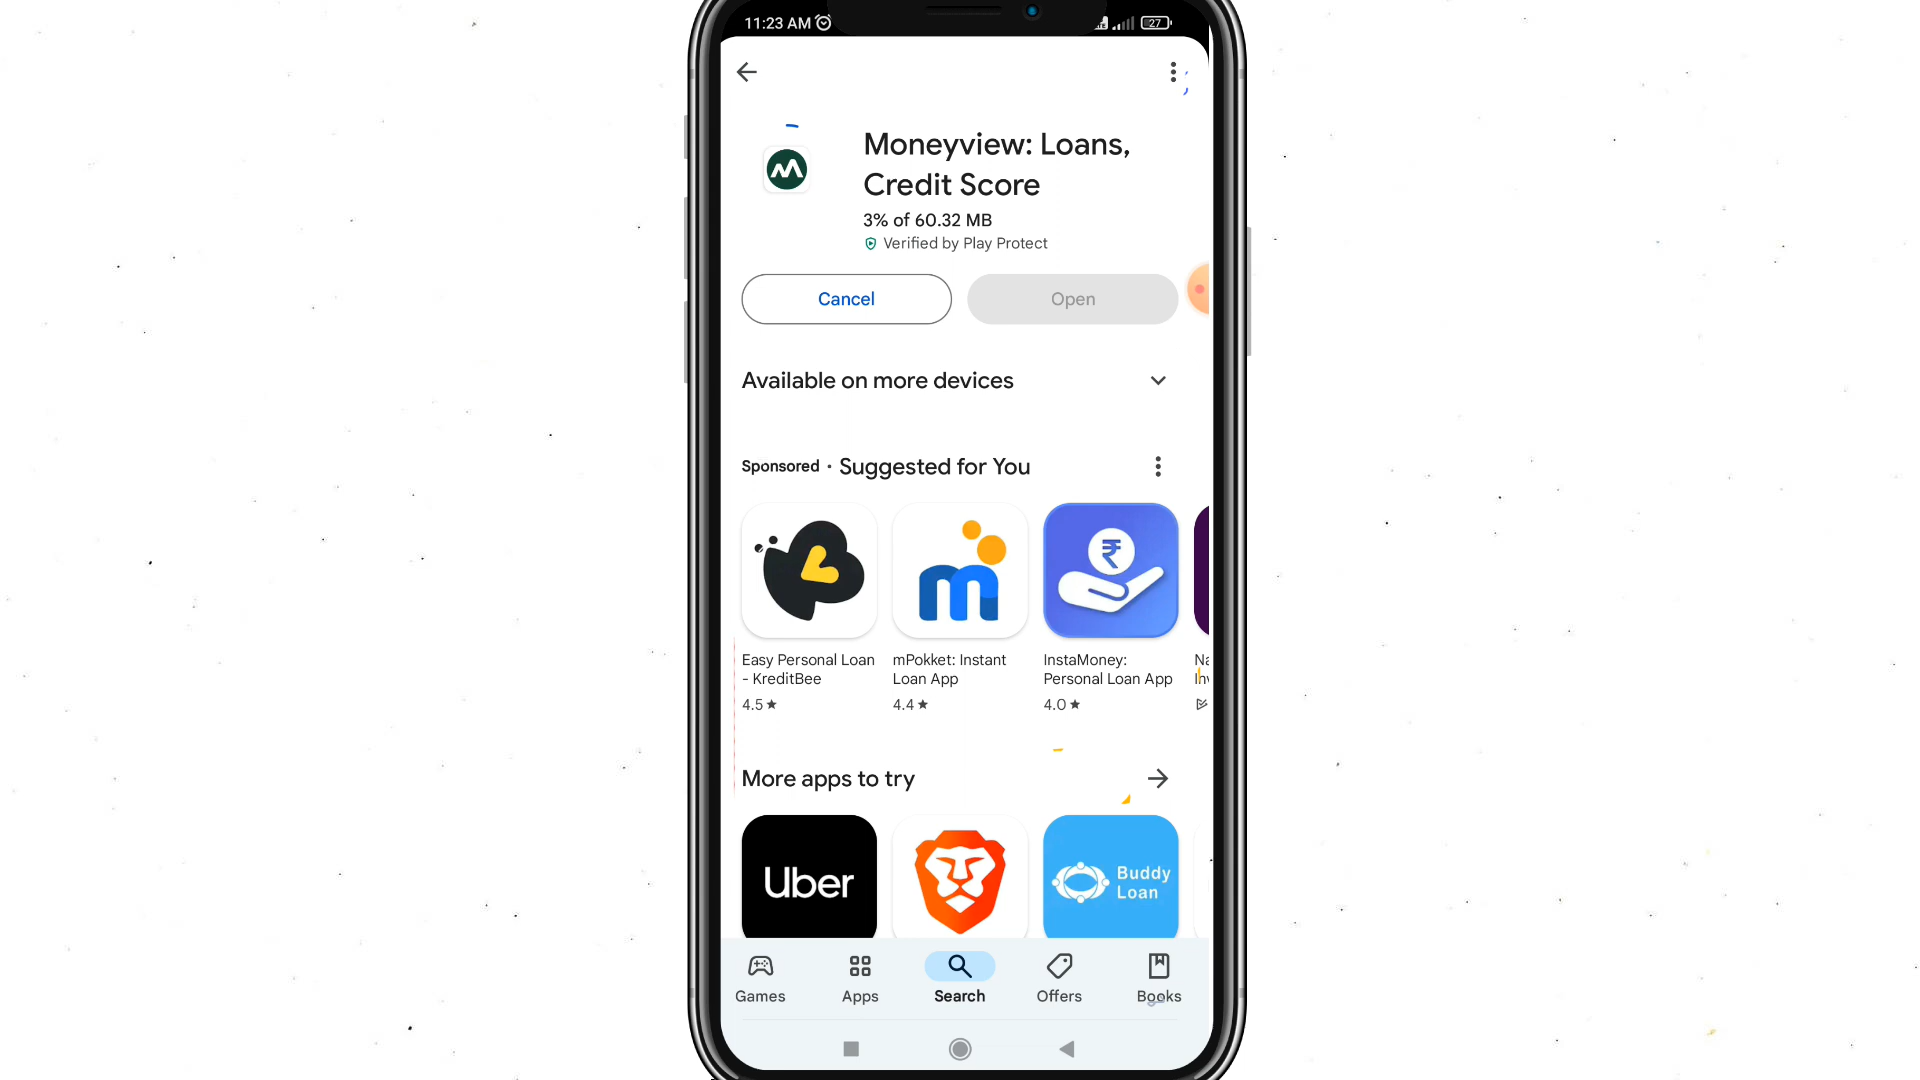 11:23 AM
27
Moneyview: Loans,
Credit Score
3% of 60.32 MB
Verified by Play Protect
Cancel
Open
Available on more devices
Sponsored • Suggested for You
₹
Easy Personal Loan
- KreditBee
4.5 ★
mPokket: Instant
Loan App
4.4 ★
InstaMoney:
Personal Loan App
4.0 ★
More apps to try
Uber
Buddy
Loan
Games
Apps
Search
Offers
Books